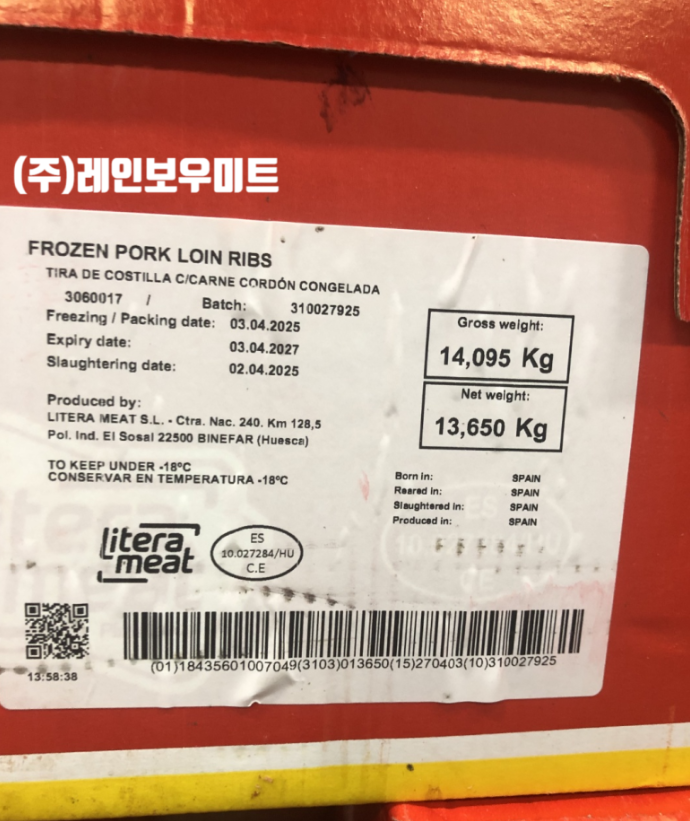 (주)레인보우미트
FROZEN PORK LOIN RIBS
TIRA DE COSTILLA C/CARNE CORDÓN CONGELADA
3060017 / Batch: 310027925
Freezing / Packing date: 03.04.2025
Expiry date: 03.04.2027
Slaughtering date: 02.04.2025
Gross weight:
14,095 Kg
Net weight:
13,650 Kg
Produced by:
LITERA MEAT S.L. - Ctra. Nac. 240. Km 128,5
Pol. Ind. El Sosal 22500 BINEFAR (Huesca)
TO KEEP UNDER -18ºC
CONSERVAR EN TEMPERATURA -18ºC
Born in: SPAIN
Reared in: SPAIN
Slaughtered in: SPAIN
Produced in: SPAIN
litera
meat
ES
10.027284/HU
C.E
13:58:38
(01)18435601007049(3103)013650(15)270403(10)310027925